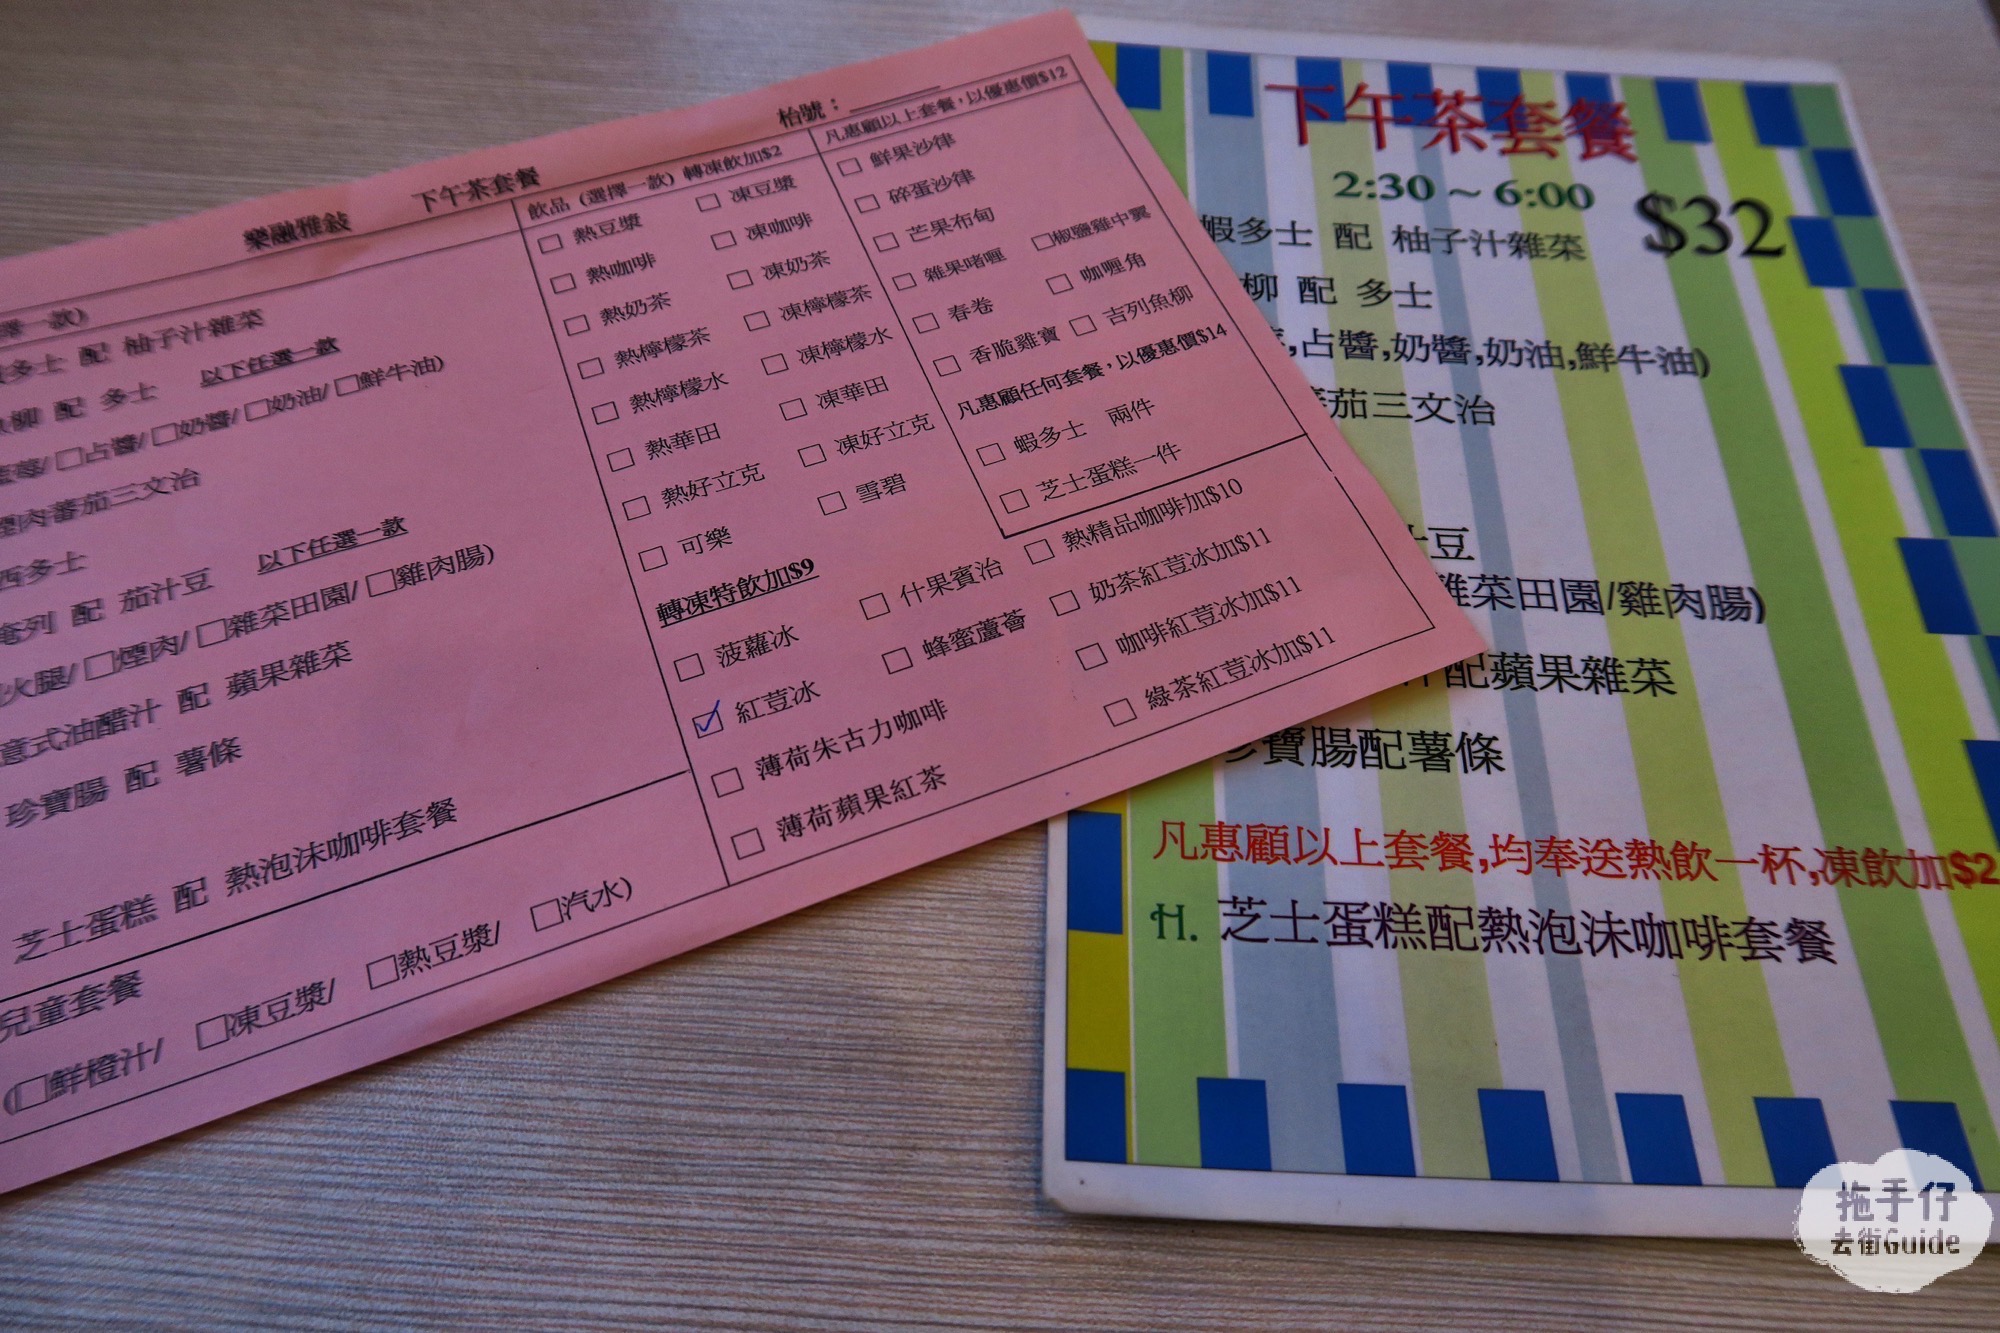 枱號：
樂融雅敍 下午茶套餐
選一款)
多士 配 柚子汁雜菜
柳 配 多士 以下任選一款
藍莓/ □占醬/ □奶醬/ □奶油/ □鮮牛油)
煙肉蕃茄三文治
西多士
奄列 配 茄汁豆 以下任選一款
火腿/ □煙肉/ □雜菜田園/ □雞肉腸)
意式油醋汁 配 蘋果雜菜
珍寶腸 配 薯條
芝士蛋糕 配 熱泡沬咖啡套餐
兒童套餐
(□鮮橙汁/ □凍豆漿/ □熱豆漿/ □汽水)
飲品 (選擇一款) 轉凍飲加$2
□ 熱豆漿 □ 凍豆漿
□ 熱咖啡 □ 凍咖啡
□ 熱奶茶 □ 凍奶茶
□ 熱檸檬茶 □ 凍檸檬茶
□ 熱檸檬水 □ 凍檸檬水
□ 熱華田 □ 凍華田
□ 熱好立克 □ 凍好立克
□ 可樂 □ 雪碧
轉凍特飲加$9
□ 菠蘿冰 □ 什果賓治
☑ 紅荳冰 □ 蜂蜜蘆薈
□ 薄荷朱古力咖啡
□ 薄荷蘋果紅茶
凡惠顧以上套餐，以優惠價$12
□ 鮮果沙律
□ 碎蛋沙律
□ 芒果布甸 □椒鹽雞中翼
□ 雜果啫喱 □ 咖喱角
□ 春卷 □ 吉列魚柳
□ 香脆雞寶
凡惠顧任何套餐，以優惠價$14
□ 蝦多士 兩件
□ 芝士蛋糕一件
□ 熱精品咖啡加$10
□ 奶茶紅荳冰加$11
□ 咖啡紅荳冰加$11
□ 綠茶紅荳冰加$11
下午茶套餐
2:30 ~ 6:00
$32
蝦多士 配 柚子汁雜菜
柳 配 多士
,占醬,奶醬,奶油,鮮牛油)
茄三文治
豆
雜菜田園/雞肉腸)
配蘋果雜菜
珍寶腸配薯條
凡惠顧以上套餐,均奉送熱飲一杯,凍飲加$2
H. 芝士蛋糕配熱泡沬咖啡套餐
拖手仔
去街Guide